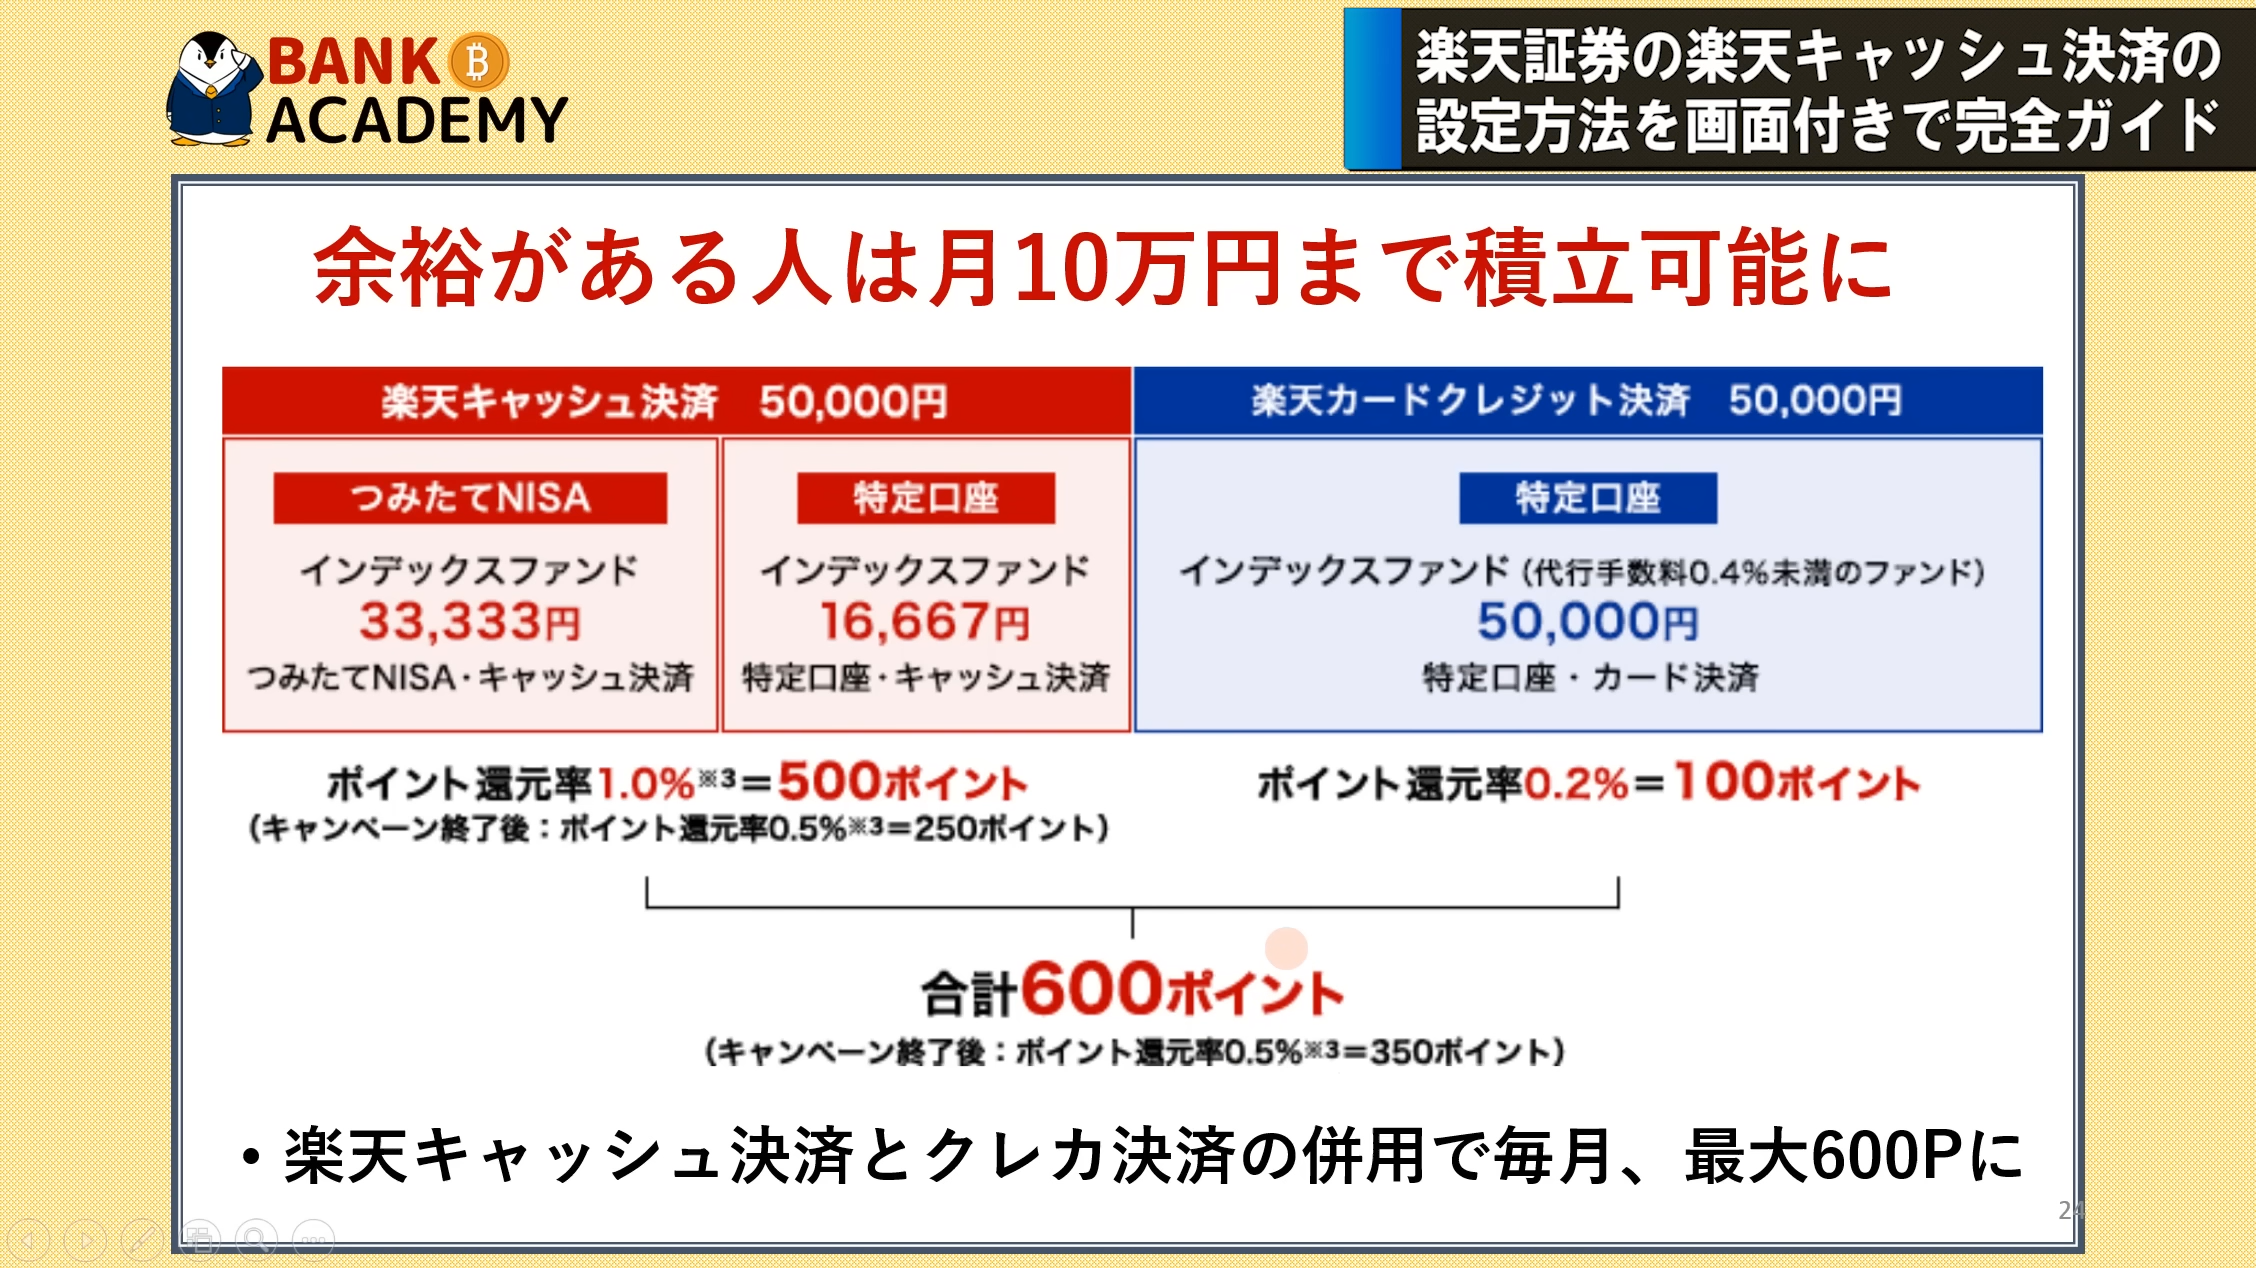 BANK
ACADEMY
楽天証券の楽天キャッシュ決済の
設定方法を画面付きで完全ガイド
余裕がある人は月10万円まで積立可能に
楽天キャッシュ決済 50,000円
楽天カードクレジット決済 50,000円
つみたてNISA
インデックスファンド
33,333円
つみたてNISA・キャッシュ決済
特定口座
インデックスファンド
16,667円
特定口座・キャッシュ決済
特定口座
インデックスファンド(代行手数料0.4%未満のファンド)
50,000円
特定口座・カード決済
ポイント還元率1.0%※3=500ポイント
(キャンペーン終了後:ポイント還元率0.5%※3=250ポイント)
ポイント還元率0.2%=100ポイント
合計600ポイント
(キャンペーン終了後:ポイント還元率0.5%※3=350ポイント)
• 楽天キャッシュ決済とクレカ決済の併用で毎月、最大600Pに
24